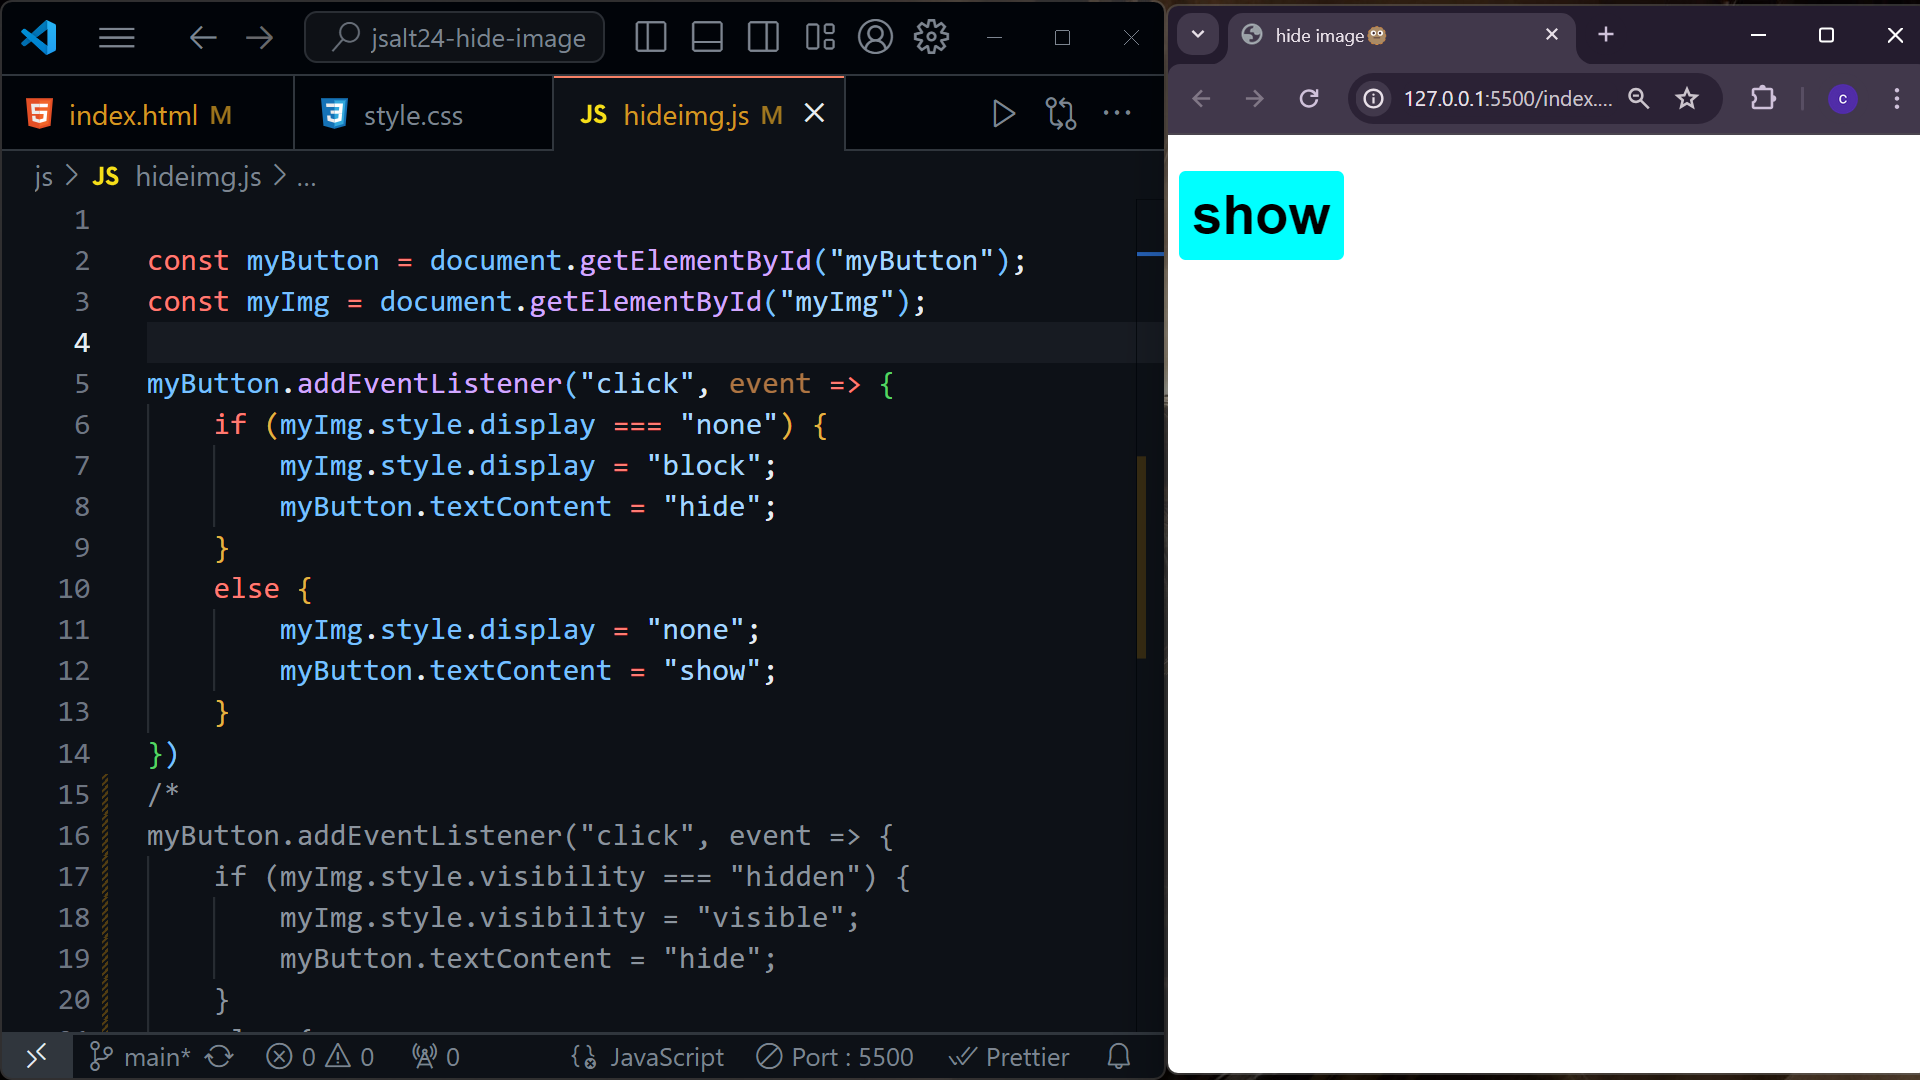 jsalt24-hide-image
index.html M
style.css
JS hideimg.js M
js > JS hideimg.js > ...
1
2 const myButton = document.getElementById("myButton");
3 const myImg = document.getElementById("myImg");
4
5 myButton.addEventListener("click", event => {
6 if (myImg.style.display === "none") {
7 myImg.style.display = "block";
8 myButton.textContent = "hide";
9 }
10 else {
11 myImg.style.display = "none";
12 myButton.textContent = "show";
13 }
14 })
15 /*
16 myButton.addEventListener("click", event => {
17 if (myImg.style.visibility === "hidden") {
18 myImg.style.visibility = "visible";
19 myButton.textContent = "hide";
20 }
main* 0 0 0 JavaScript Port : 5500 Prettier
hide image
127.0.0.1:5500/index....
c
show